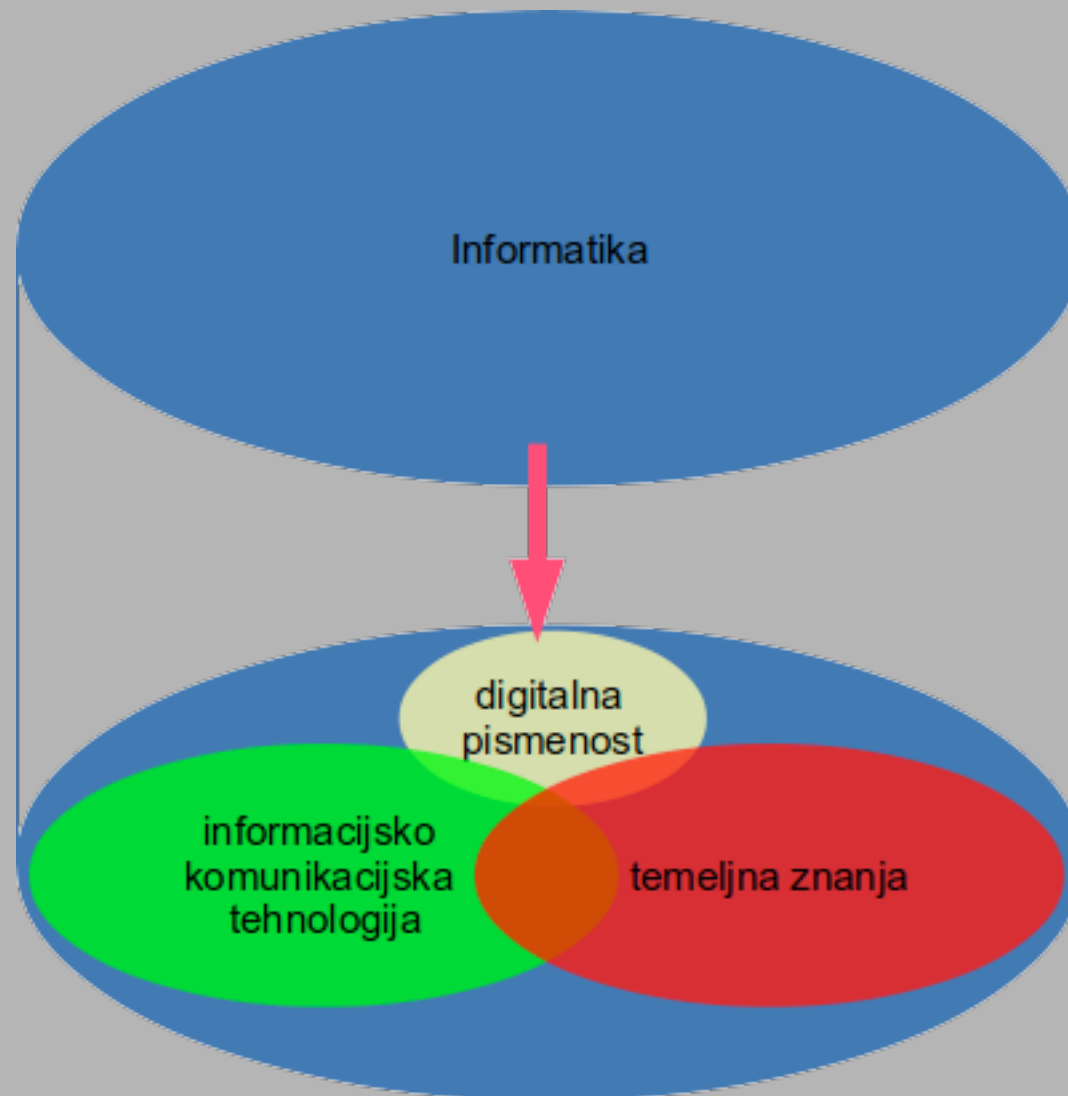 Informatika
digitalna
pismenost
informacijsko
komunikacijska
tehnologija
temeljna znanja